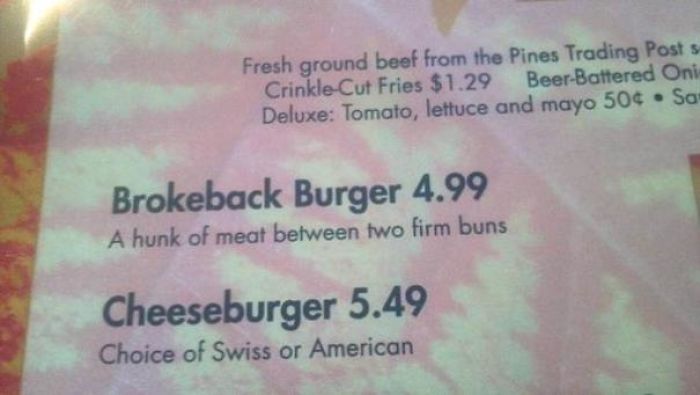 Fresh ground beef from the Pines Trading Post
Crinkle-Cut Fries $1.29 Beer-Battered
Deluxe: Tomato, lettuce and mayo 50¢ •
Brokeback Burger 4.99
A hunk of meat between two firm buns
Cheeseburger 5.49
Choice of Swiss or American